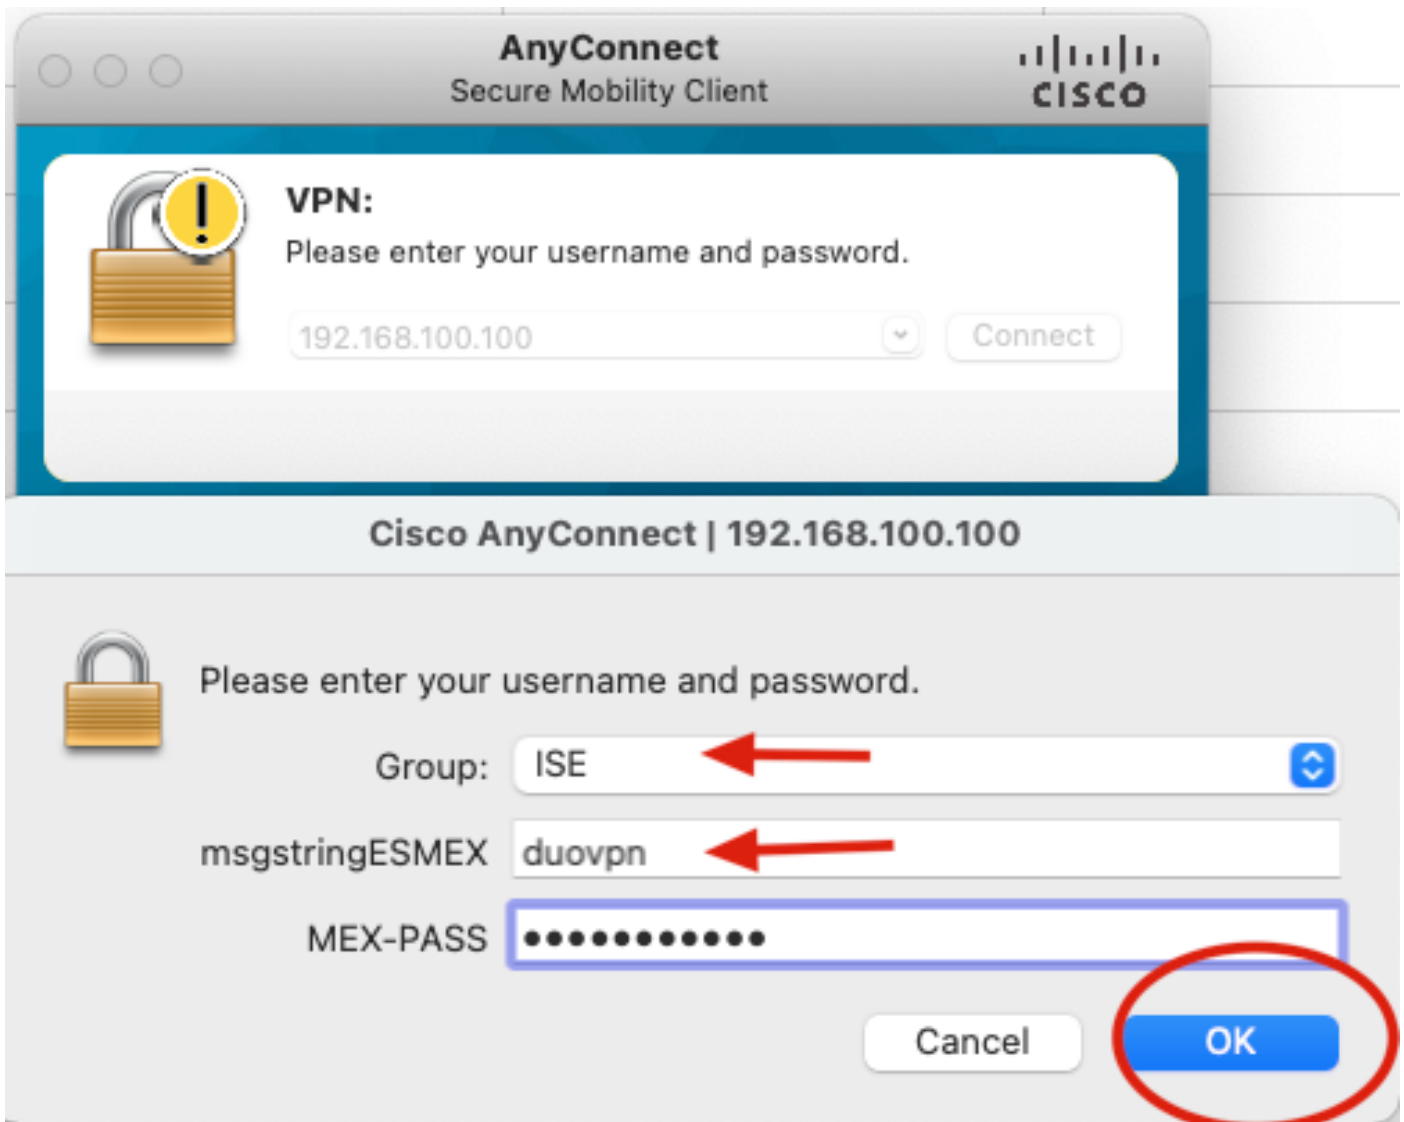 AnyConnect
Secure Mobility Client
CISCO
VPN:
Please enter your username and password.
192.168.100.100
Connect
Cisco AnyConnect | 192.168.100.100
Please enter your username and password.
Group: ISE
msgstringESMEX duovpn
MEX-PASS •••••••••••
Cancel OK